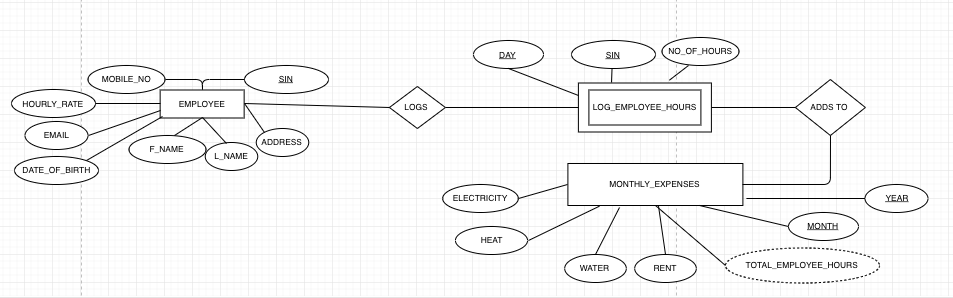 DAY
SIN
NO_OF_HOURS
MOBILE_NO
SIN
HOURLY_RATE
EMPLOYEE
LOGS
LOG_EMPLOYEE_HOURS
ADDS TO
EMAIL
F_NAME
L_NAME
ADDRESS
DATE_OF_BIRTH
MONTHLY_EXPENSES
ELECTRICITY
YEAR
HEAT
MONTH
WATER
RENT
TOTAL_EMPLOYEE_HOURS